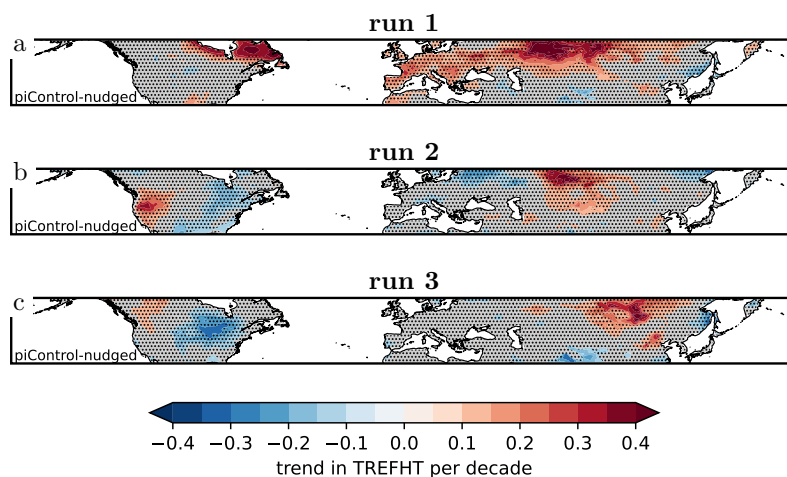 run 1
a
piControl-nudged
run 2
b
piControl-nudged
run 3
c
piControl-nudged
−0.4 −0.3 −0.2 −0.1 0.0 0.1 0.2 0.3 0.4
trend in TREFHT per decade